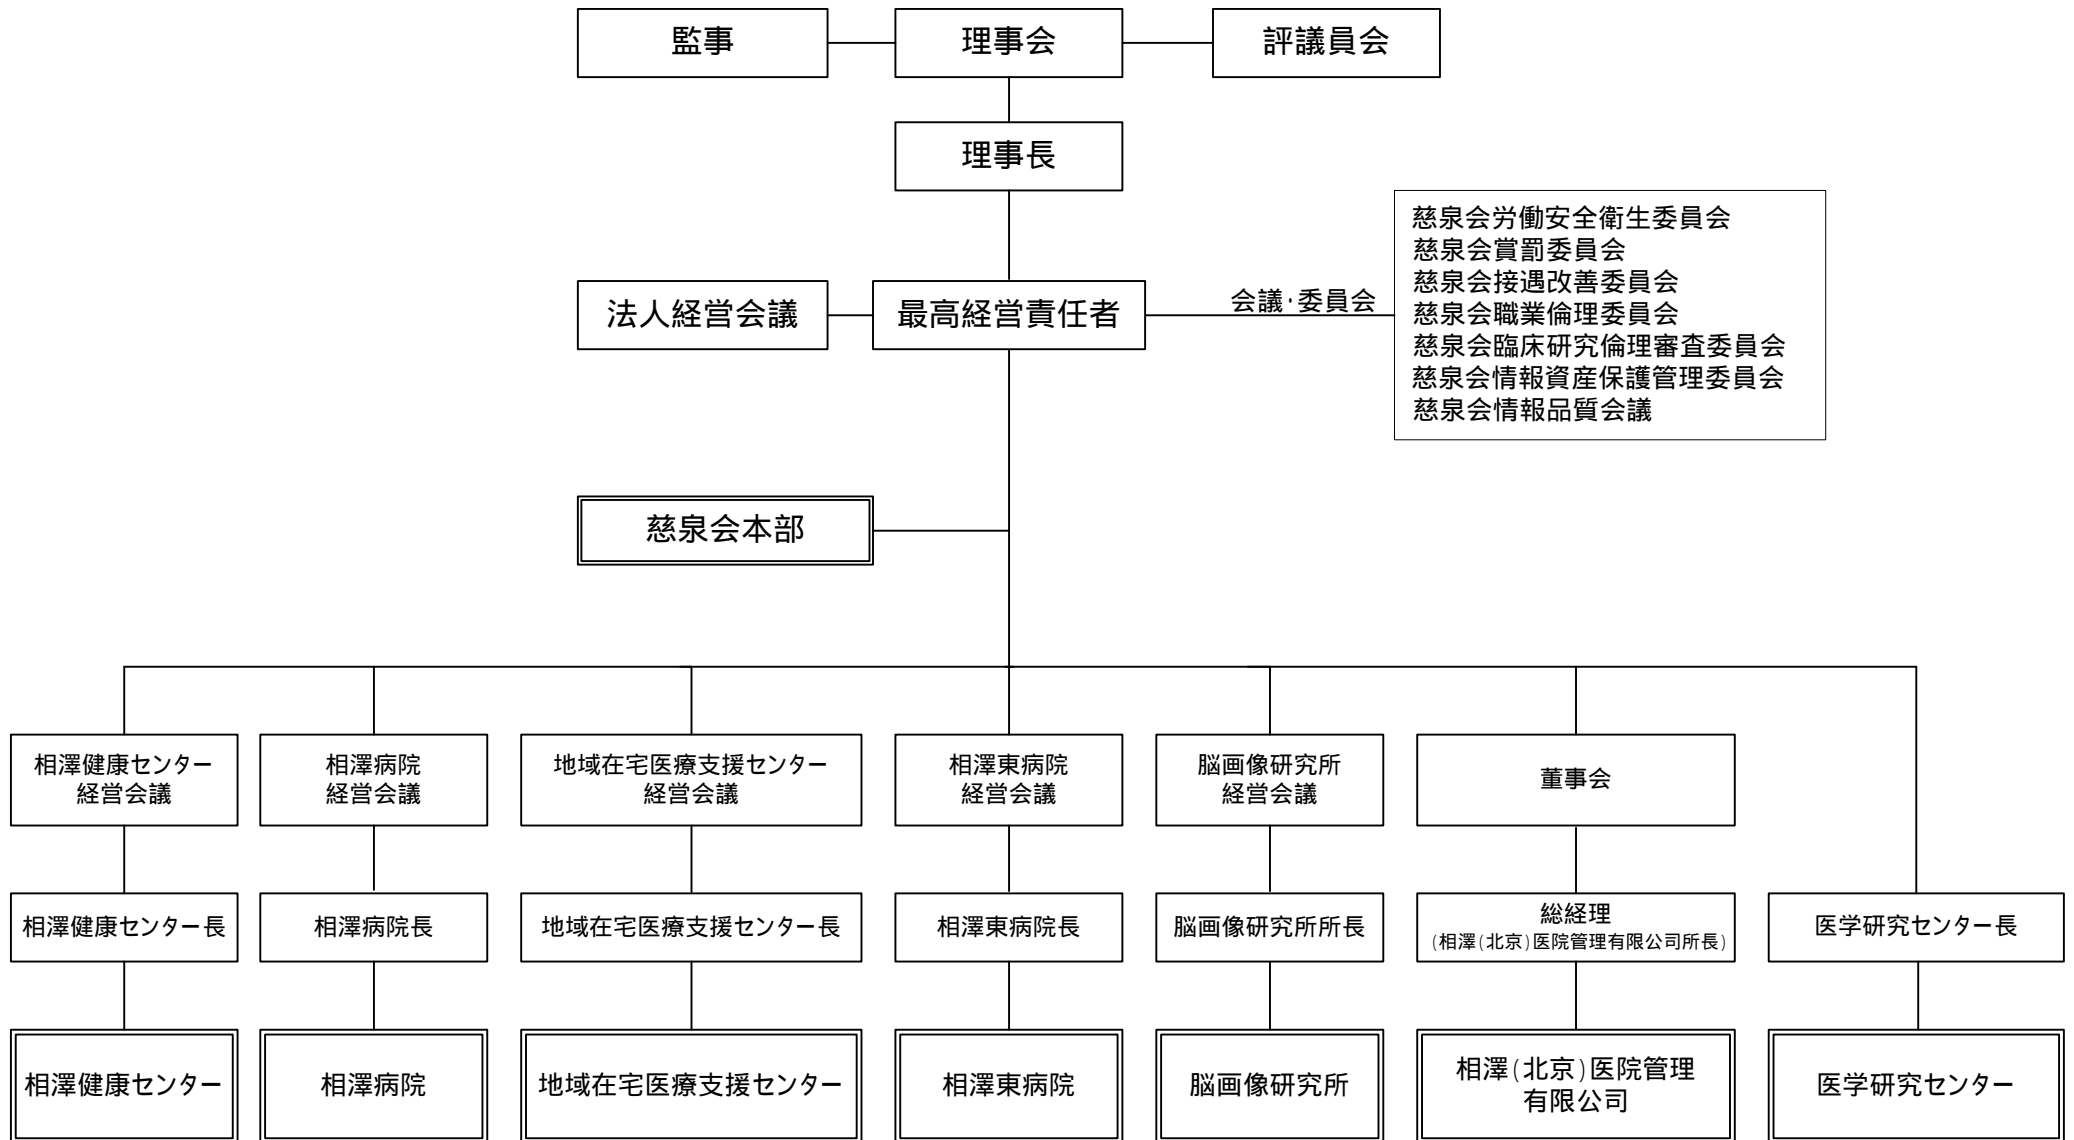 監事
理事会
評議員会
理事長
慈泉会労働安全衛生委員会
慈泉会賞罰委員会
慈泉会接遇改善委員会
慈泉会職業倫理委員会
慈泉会臨床研究倫理審査委員会
慈泉会情報資産保護管理委員会
慈泉会情報品質会議
法人経営会議
最高経営責任者
会議・委員会
慈泉会本部
相澤健康センター
経営会議
相澤病院
経営会議
地域在宅医療支援センター
経営会議
相澤東病院
経営会議
脳画像研究所
経営会議
董事会
相澤健康センター長
相澤病院長
地域在宅医療支援センター長
相澤東病院長
脳画像研究所所長
総経理
(相澤(北京)医院管理有限公司所長)
医学研究センター長
相澤健康センター
相澤病院
地域在宅医療支援センター
相澤東病院
脳画像研究所
相澤(北京)医院管理
有限公司
医学研究センター